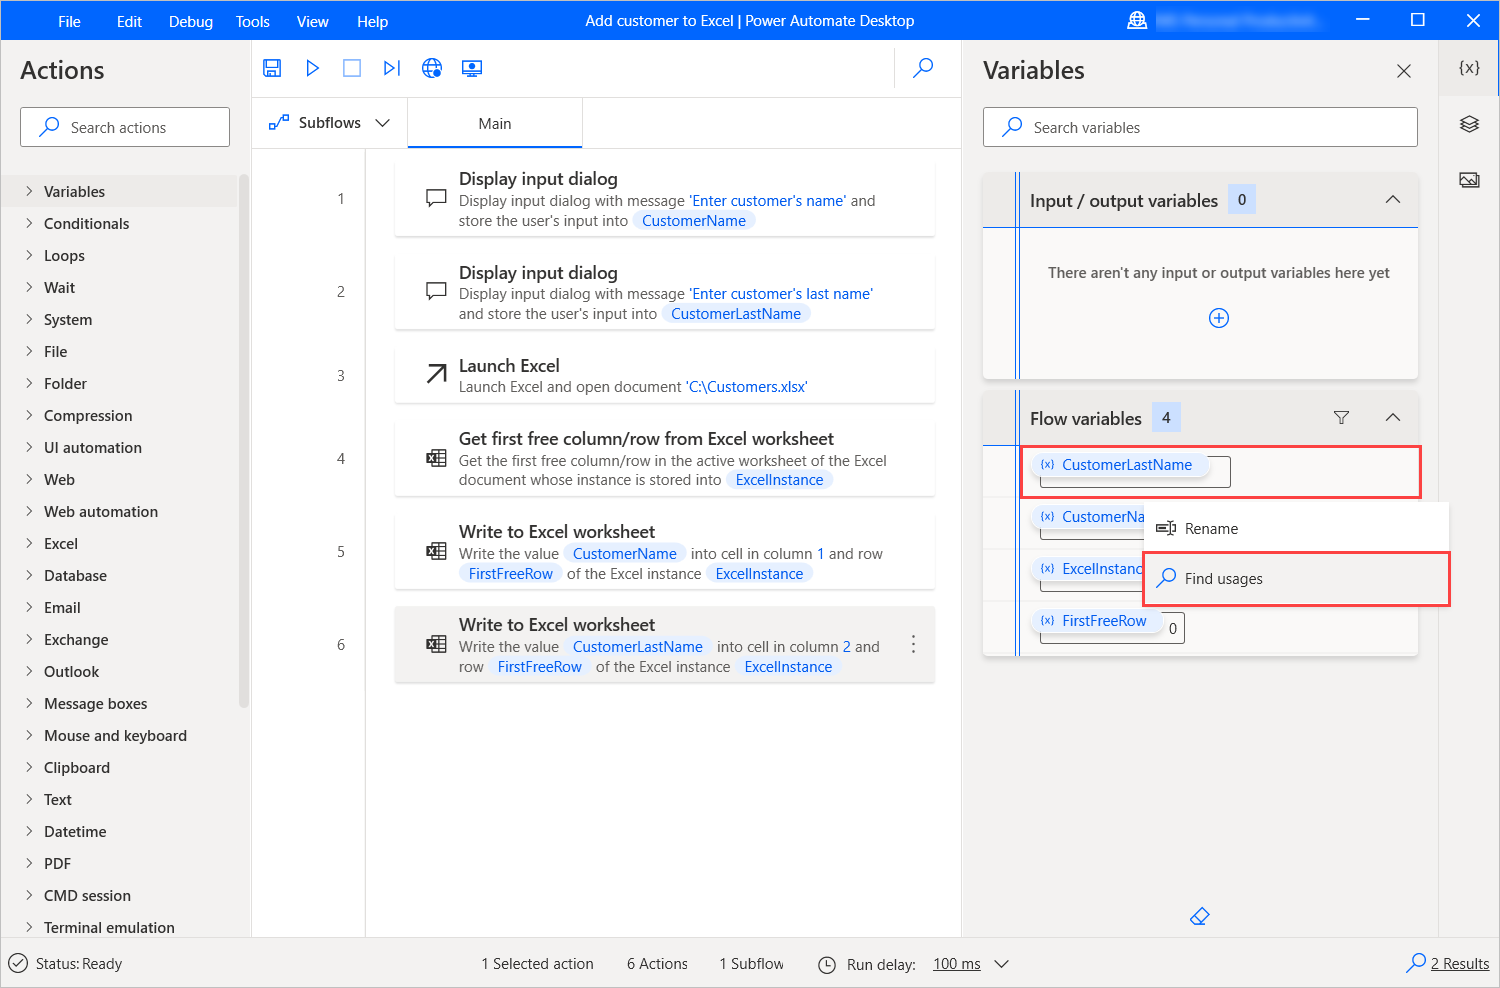 File Edit Debug Tools View Help Add customer to Excel | Power Automate Desktop
Actions
Search actions
Variables
Conditionals
Loops
Wait
System
File
Folder
Compression
UI automation
Web
Web automation
Excel
Database
Email
Exchange
Outlook
Message boxes
Mouse and keyboard
Clipboard
Text
Datetime
PDF
CMD session
Terminal emulation
Subflows
Main
1
Display input dialog
Display input dialog with message 'Enter customer's name' and
store the user's input into CustomerName
2
Display input dialog
Display input dialog with message 'Enter customer's last name'
and store the user's input into CustomerLastName
3
Launch Excel
Launch Excel and open document 'C:\Customers.xlsx'
4
Get first free column/row from Excel worksheet
Get the first free column/row in the active worksheet of the Excel
document whose instance is stored into ExcelInstance
5
Write to Excel worksheet
Write the value CustomerName into cell in column 1 and row
FirstFreeRow of the Excel instance ExcelInstance
6
Write to Excel worksheet
Write the value CustomerLastName into cell in column 2 and
row FirstFreeRow of the Excel instance ExcelInstance
Variables
{x}
Search variables
Input / output variables 0
There aren't any input or output variables here yet
Flow variables 4
{x} CustomerLastName
{x} CustomerNa
{x} ExcelInstanc
{x} FirstFreeRow 0
Rename
Find usages
Status: Ready 1 Selected action 6 Actions 1 Subflow Run delay: 100 ms 2 Results